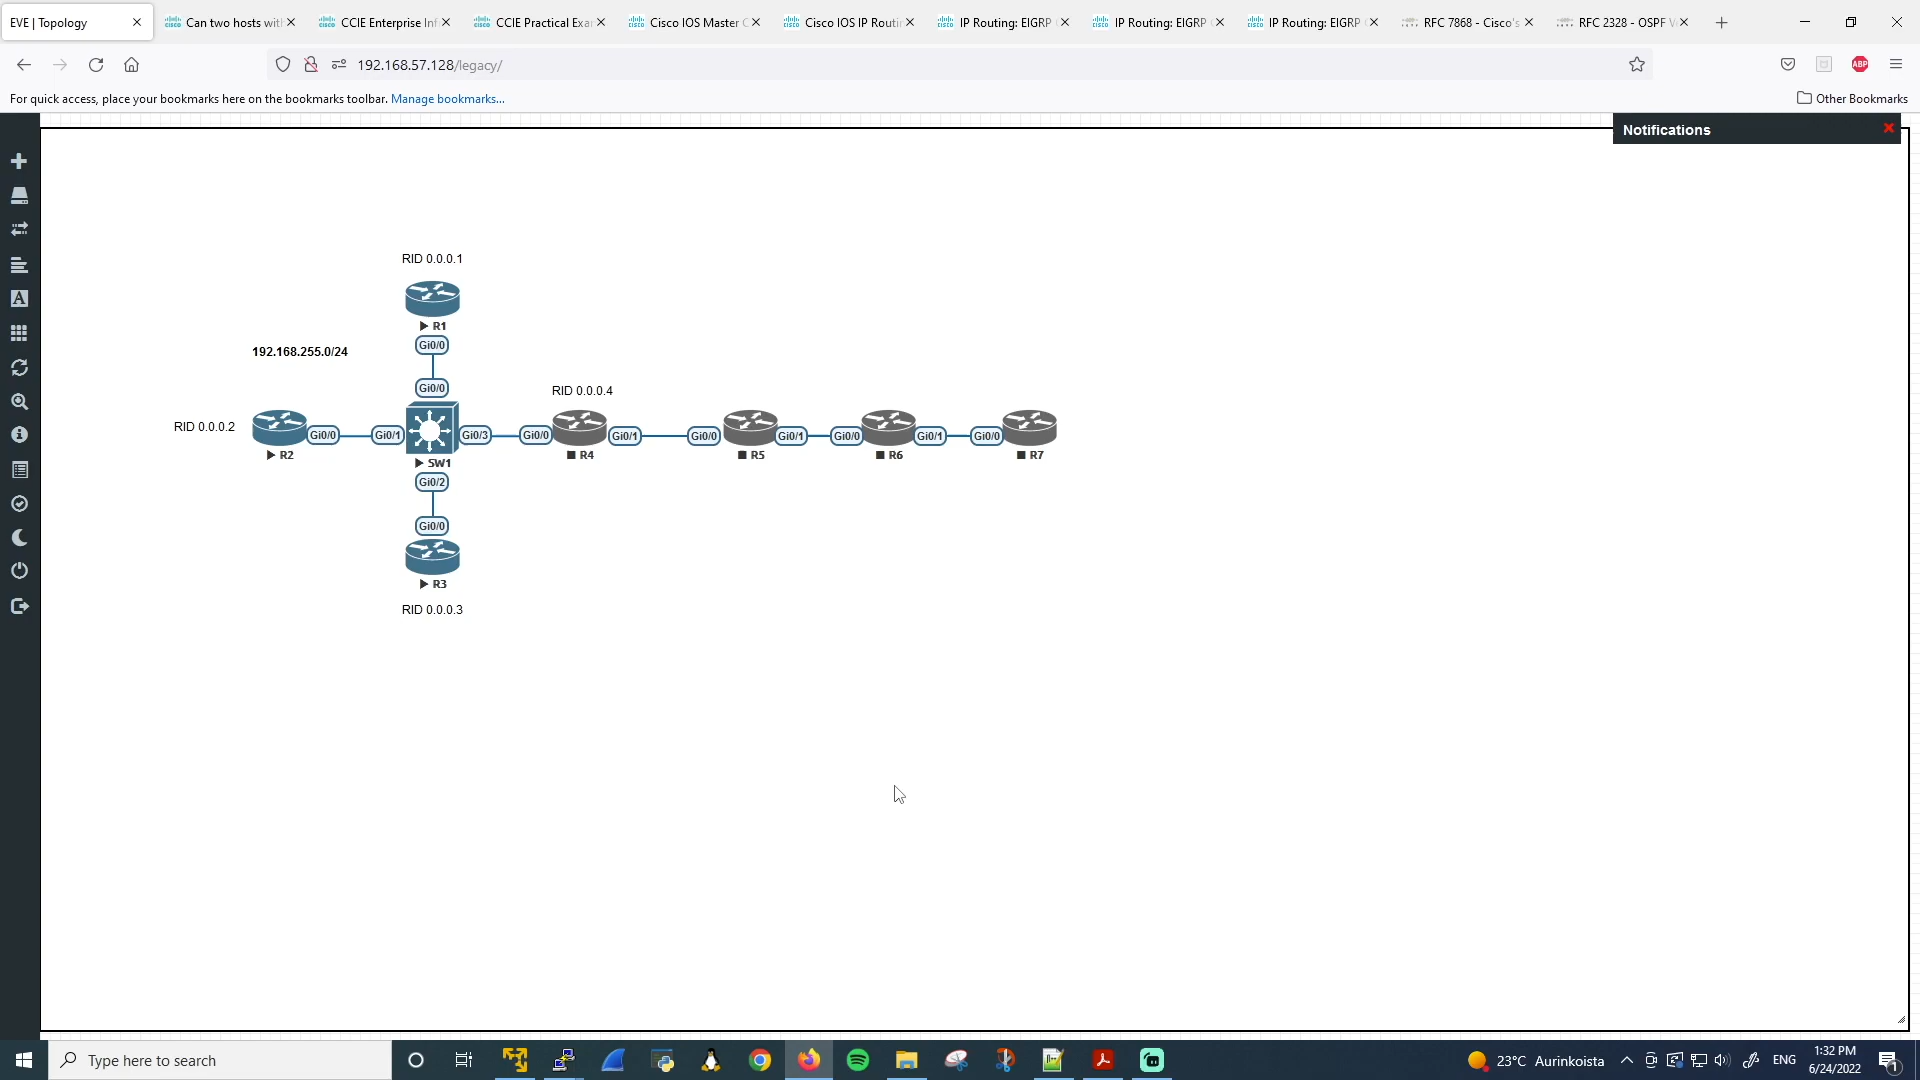 EVE | Topology
Can two hosts with
CCIE Enterprise Inf
CCIE Practical Exa
Cisco IOS Master C
Cisco IOS IP Routin
IP Routing: EIGRP
IP Routing: EIGRP
IP Routing: EIGRP
RFC 7868 - Cisco's
RFC 2328 - OSPF V
192.168.57.128/legacy/
ABP
For quick access, place your bookmarks here on the bookmarks toolbar. Manage bookmarks...
Other Bookmarks
Notifications
RID 0.0.0.1
R1
Gi0/0
192.168.255.0/24
Gi0/0
RID 0.0.0.4
RID 0.0.0.2
Gi0/0
Gi0/1
Gi0/3
Gi0/0
Gi0/1
Gi0/0
Gi0/1
Gi0/0
Gi0/1
Gi0/0
R2
SW1
R4
R5
R6
R7
Gi0/2
Gi0/0
R3
RID 0.0.0.3
Type here to search
23°C Aurinkoista
ENG
1:32 PM
6/24/2022
1